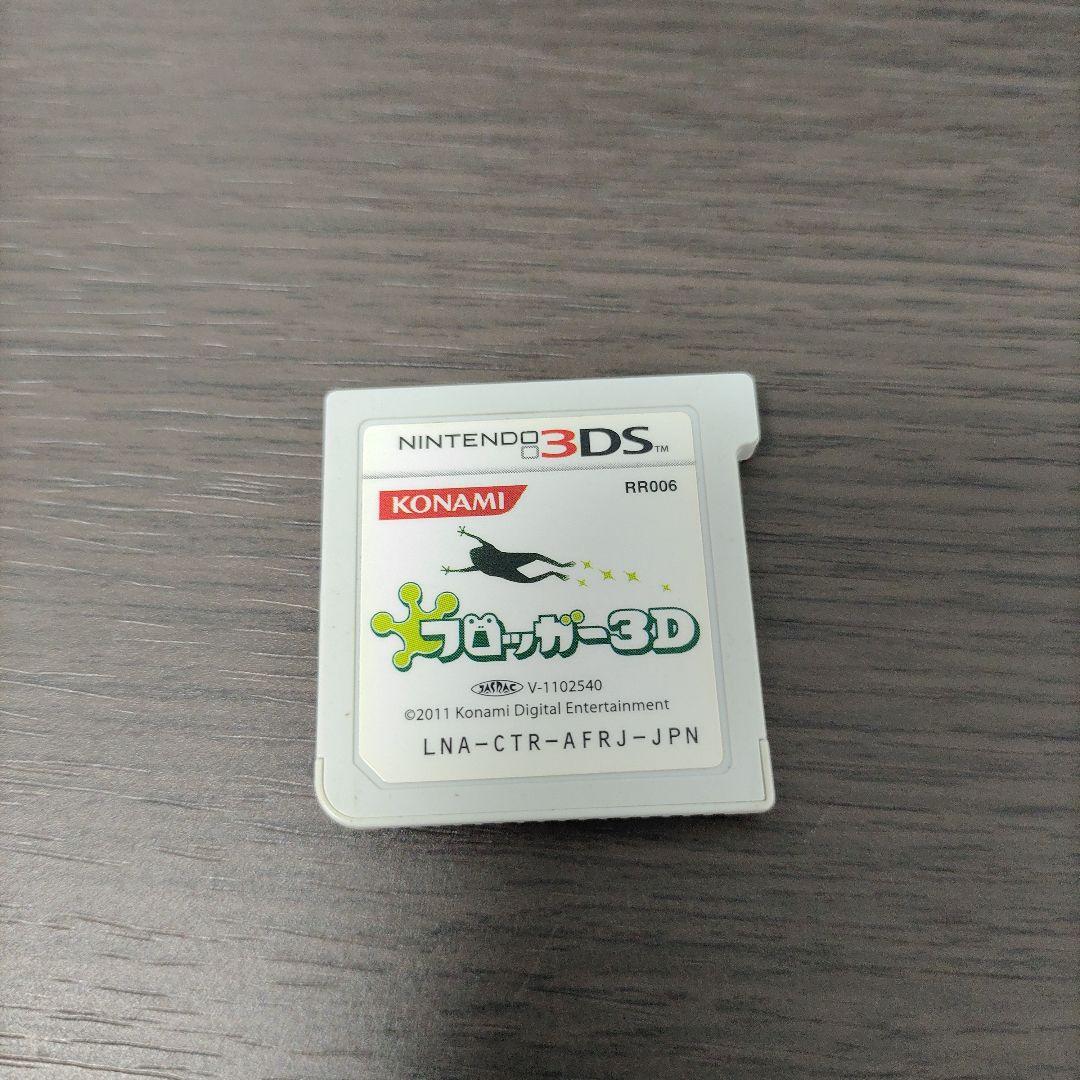 NINTENDO 3DS™
KONAMI
RR006
フロッガー3D
JASRAC V-1102540
©2011 Konami Digital Entertainment
LNA-CTR-AFRJ-JPN